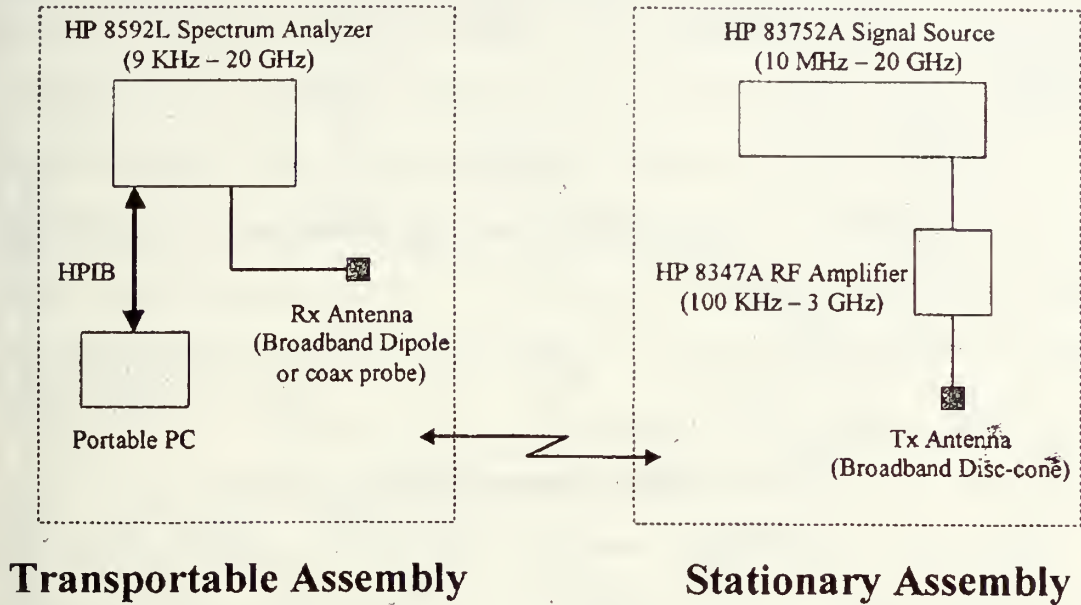 HP 8592L Spectrum Analyzer
(9 KHz – 20 GHz)
HPIB
Rx Antenna
(Broadband Dipole
or coax probe)
Portable PC
HP 83752A Signal Source
(10 MHz – 20 GHz)
HP 8347A RF Amplifier
(100 KHz – 3 GHz)
Tx Antenna
(Broadband Disc-cone)
Transportable Assembly
Stationary Assembly